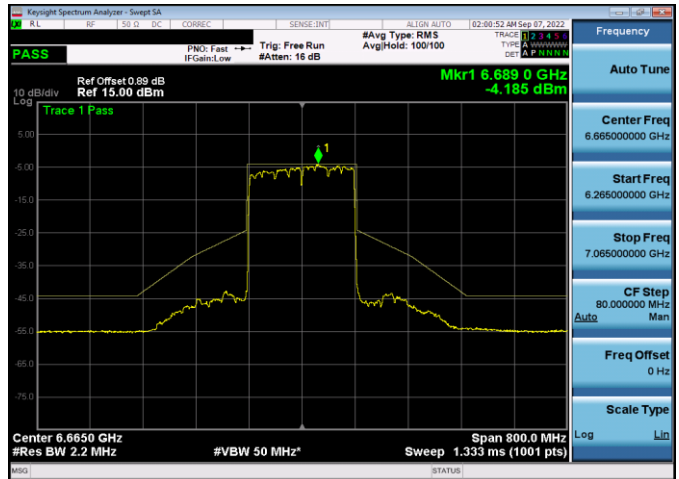 Keysight Spectrum Analyzer - Swept SA
RL RF 50 Ω DC CORREC SENSE:INT ALIGN AUTO 02:00:52 AM Sep 07, 2022
Frequency
PASS
PNO: Fast
IFGain:Low
Trig: Free Run
#Atten: 16 dB
#Avg Type: RMS
Avg|Hold: 100/100
TRACE 1 2 3 4 5 6
TYPE A WWWWW
DET A P N N N N
Auto Tune
Ref Offset 0.89 dB
Ref 15.00 dBm
10 dB/div
Log
Mkr1 6.689 0 GHz
-4.185 dBm
Trace 1 Pass
1
5.00
-5.00
-15.0
-25.0
-35.0
-45.0
-55.0
-65.0
-75.0
Center Freq
6.665000000 GHz
Start Freq
6.265000000 GHz
Stop Freq
7.065000000 GHz
CF Step
80.000000 MHz
Auto Man
Freq Offset
0 Hz
Scale Type
Log Lin
Center 6.6650 GHz
Span 800.0 MHz
#Res BW 2.2 MHz
#VBW 50 MHz*
Sweep 1.333 ms (1001 pts)
MSG
STATUS